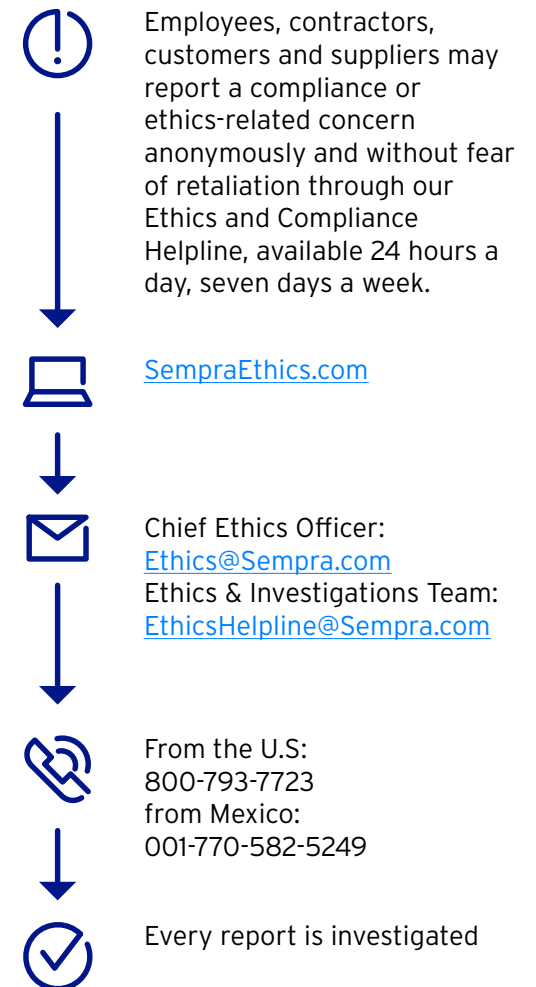 Employees, contractors,
customers and suppliers may
report a compliance or
ethics-related concern
anonymously and without fear
of retaliation through our
Ethics and Compliance
Helpline, available 24 hours a
day, seven days a week.
SempraEthics.com
Chief Ethics Officer:
Ethics@Sempra.com
Ethics & Investigations Team:
EthicsHelpline@Sempra.com
From the U.S:
800-793-7723
from Mexico:
001-770-582-5249
Every report is investigated